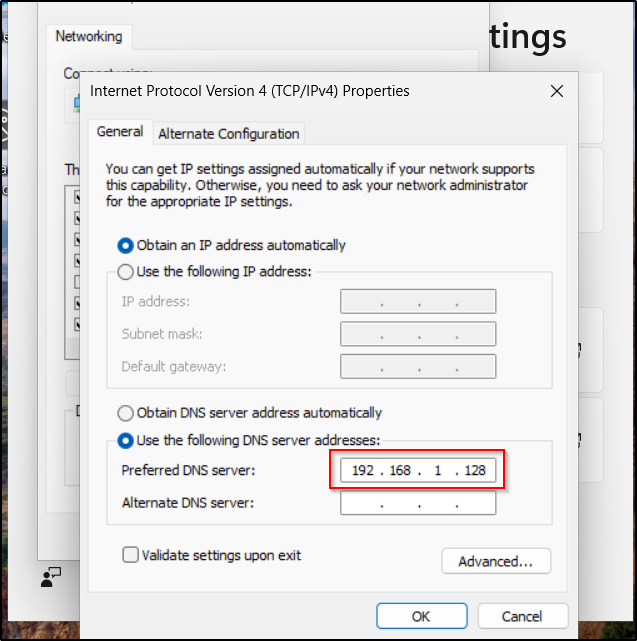 tings
Networking
Connect using:
Internet Protocol Version 4 (TCP/IPv4) Properties
General
Alternate Configuration
You can get IP settings assigned automatically if your network supports
this capability. Otherwise, you need to ask your network administrator
for the appropriate IP settings.
Obtain an IP address automatically
Use the following IP address:
IP address:
. . .
Subnet mask:
. . .
Default gateway:
. . .
Obtain DNS server address automatically
Use the following DNS server addresses:
Preferred DNS server:
192 . 168 . 1 . 128
Alternate DNS server:
. . .
Validate settings upon exit
Advanced...
OK
Cancel